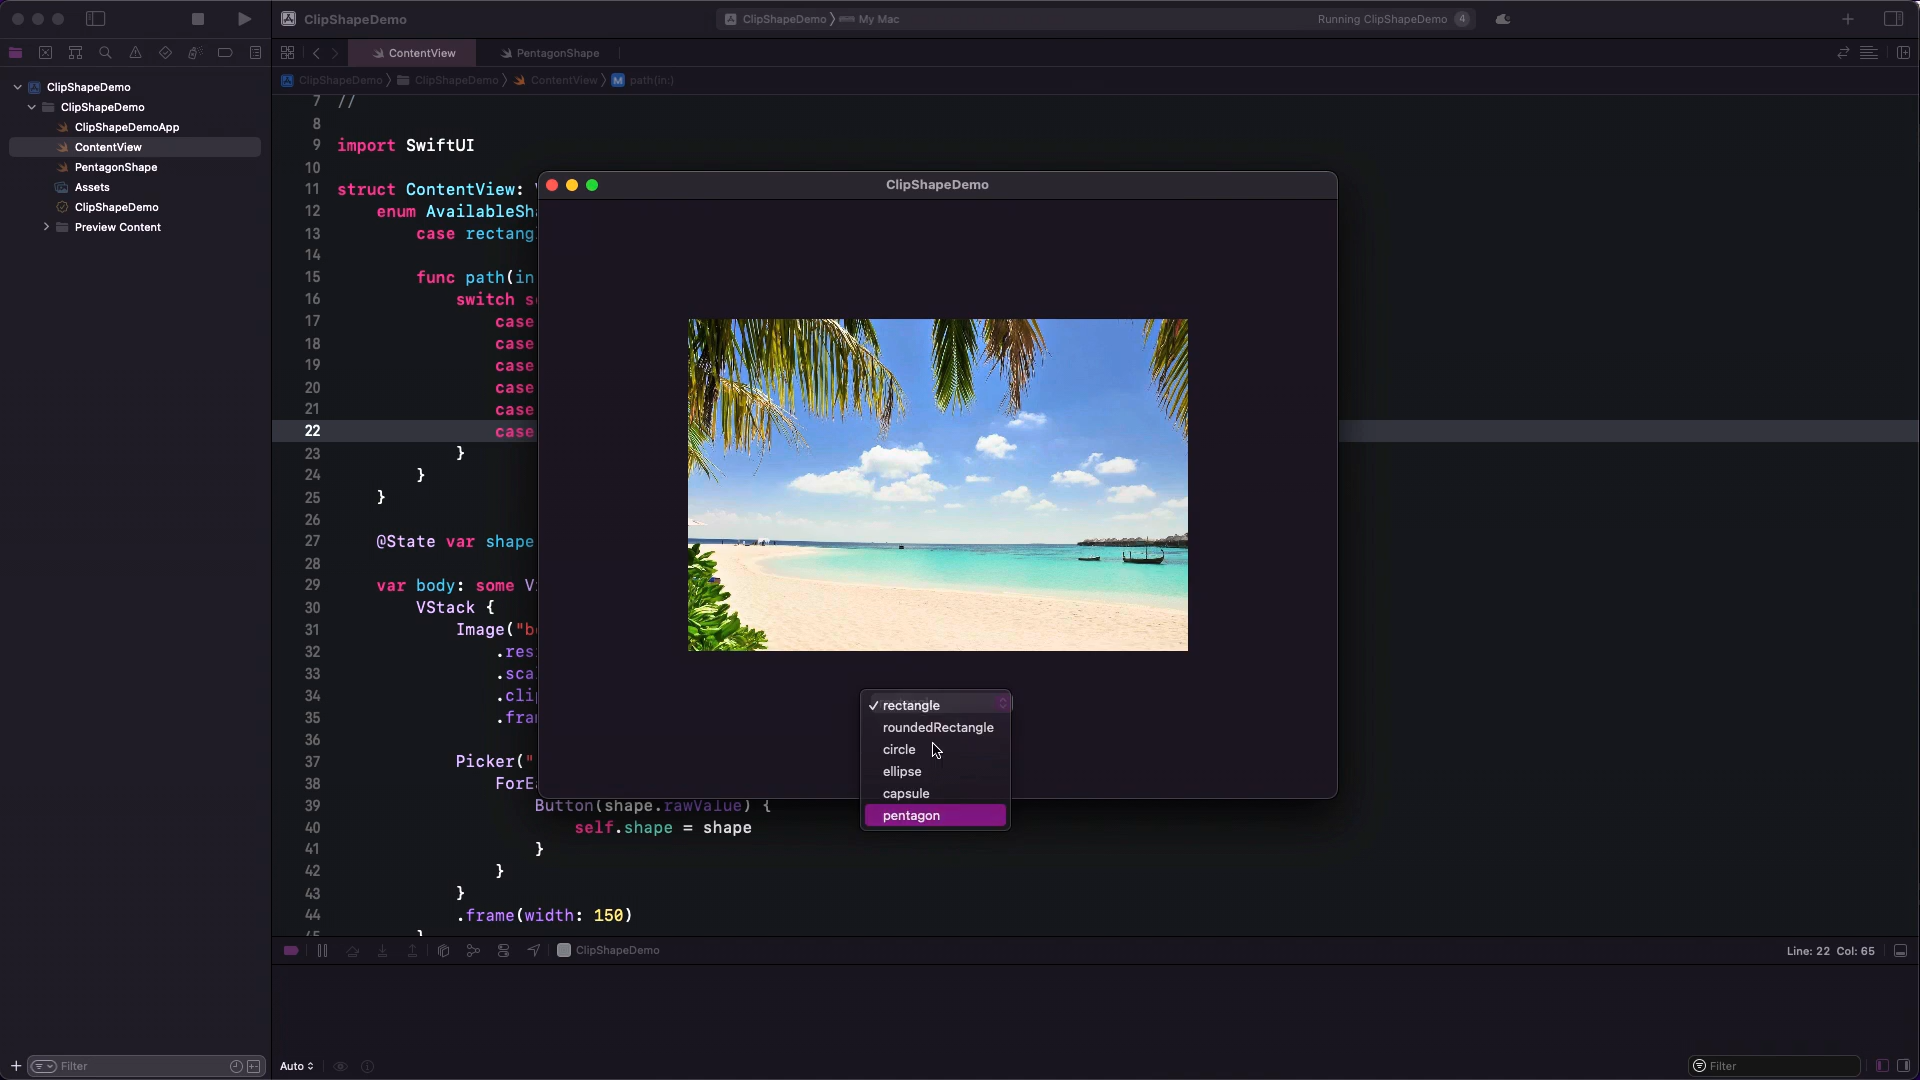 ClipShapeDemo
ClipShapeDemo 〉 My Mac
Running ClipShapeDemo 4
ContentView
PentagonShape
ClipShapeDemo 〉 ClipShapeDemo 〉 ContentView 〉 M path(in:)
ClipShapeDemo
ClipShapeDemo
ClipShapeDemoApp
ContentView
PentagonShape
Assets
ClipShapeDemo
Preview Content
7 //
8
9 import SwiftUI
10
11 struct ContentView:
12 enum AvailableSha
13 case rectang
14
15 func path(in
16 switch s
17 case
18 case
19 case
20 case
21 case
22 case
23 }
24 }
25 }
26
27 @State var shape
28
29 var body: some V
30 VStack {
31 Image("b
32 .res
33 .sca
34 .cli
35 .fra
36
37 Picker("
38 ForE
39 Button(shape.rawValue) {
40 self.shape = shape
41 }
42 }
43 }
44 .frame(width: 150)
45 }
ClipShapeDemo
✓ rectangle
roundedRectangle
circle
ellipse
capsule
pentagon
ClipShapeDemo
Line: 22 Col: 65
Filter
Auto
Filter